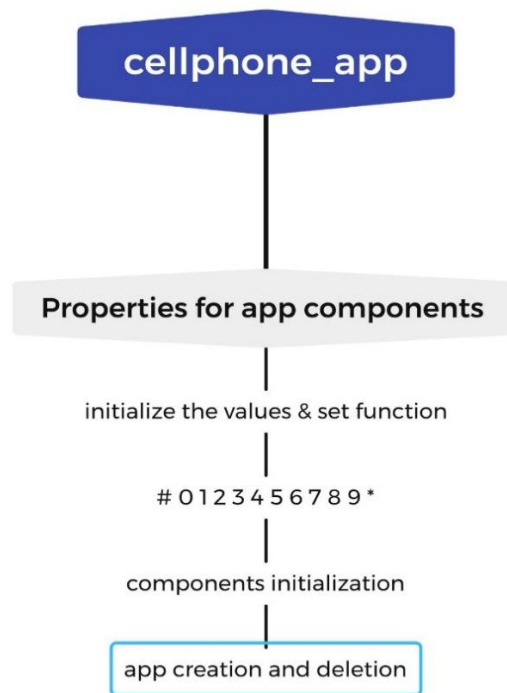 cellphone_app
Properties for app components
initialize the values & set function
# 0 1 2 3 4 5 6 7 8 9 *
components initialization
app creation and deletion